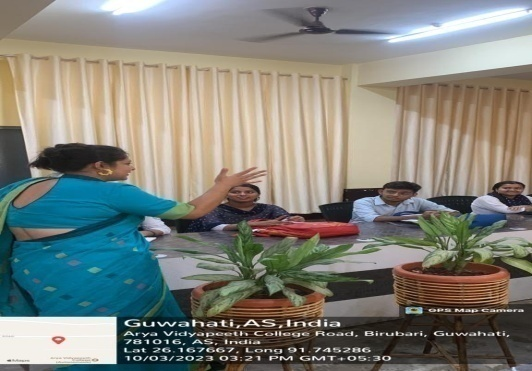 GPS Map Camera
Guwahati,AS,India
Arya Vidyapeeth College Road, Birubari, Guwahati,
781016, AS, India
Lat 26.167667, Long 91.745286
10/03/2023 03:21 PM GMT+05:30